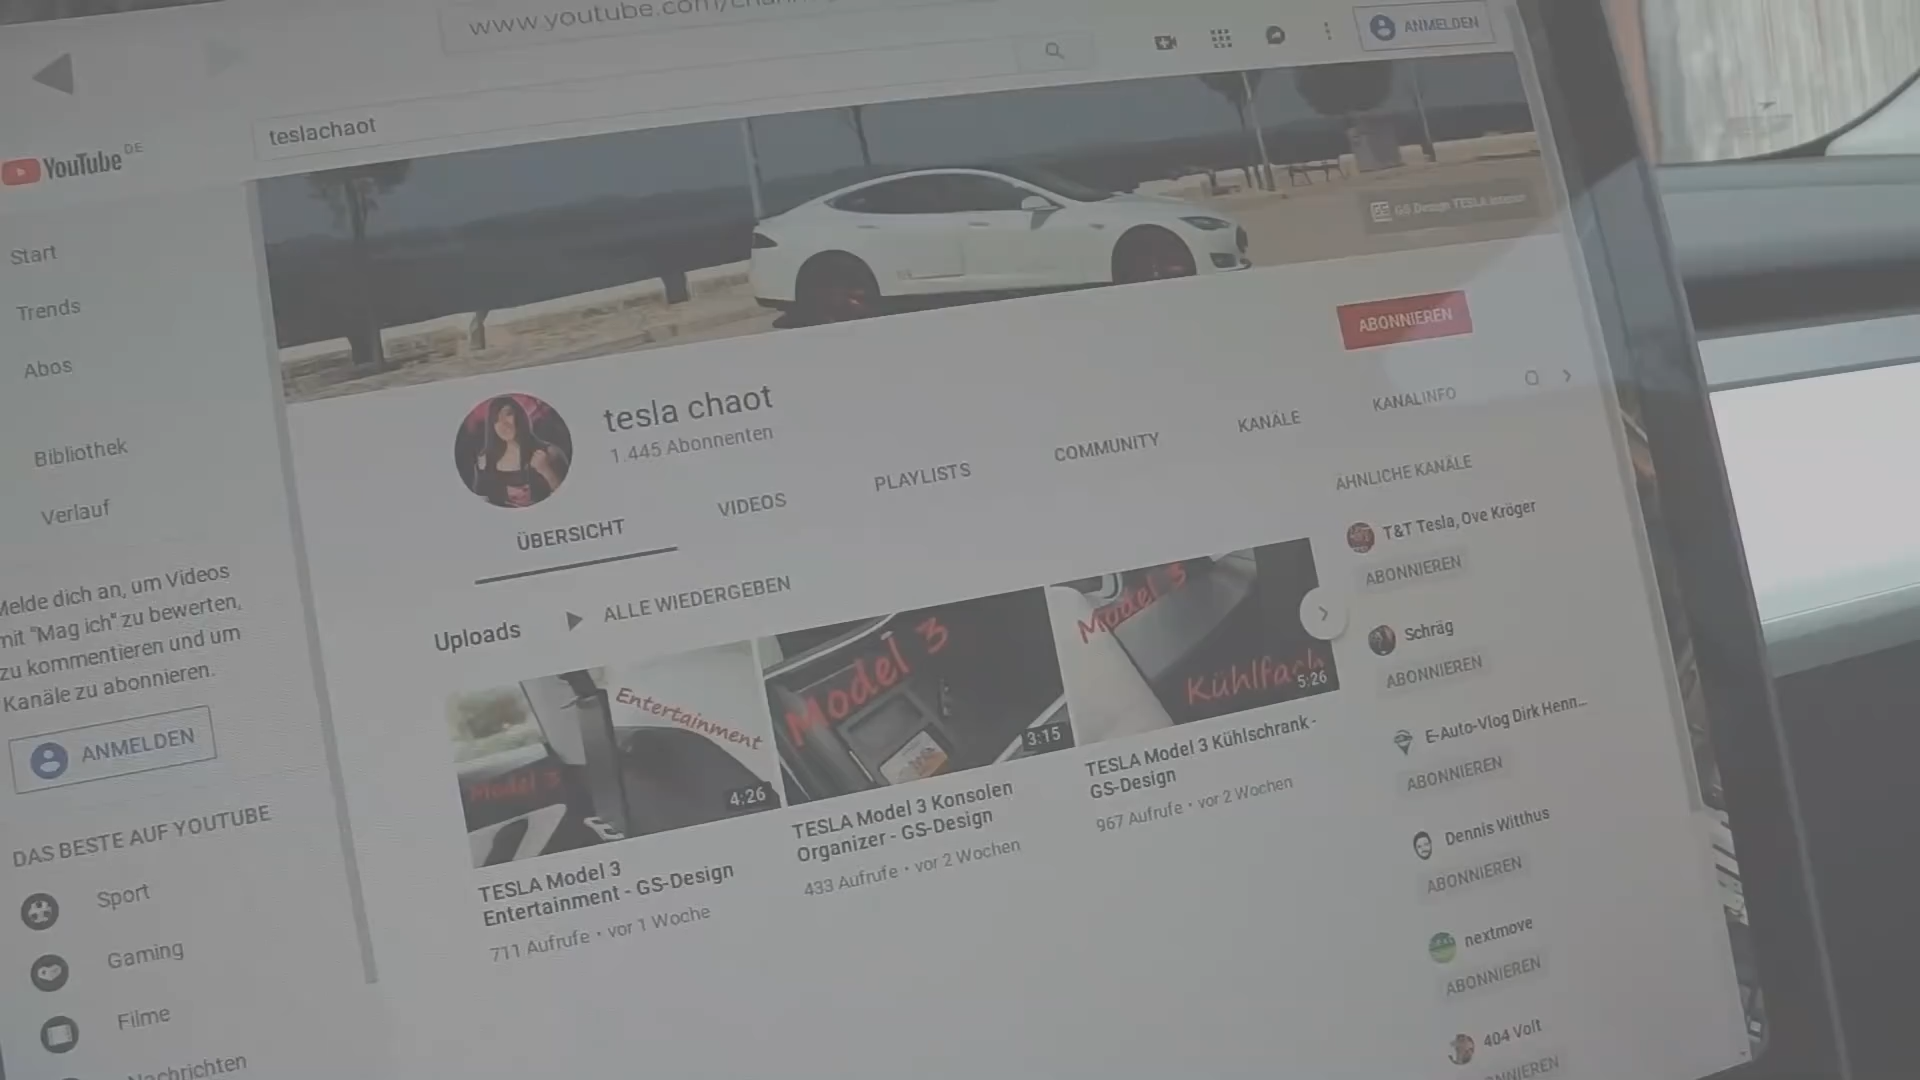 www.youtube.com/chan
ANMELDEN
teslachaot
YouTube DE
GS Design TESLA
Start
Trends
Abos
Bibliothek
Verlauf
Melde dich an, um Videos
mit "Mag ich" zu bewerten,
zu kommentieren und um
Kanäle zu abonnieren.
ANMELDEN
DAS BESTE AUF YOUTUBE
Sport
Gaming
Filme
Nachrichten
tesla chaot
1.445 Abonnenten
ABONNIEREN
ÜBERSICHT
VIDEOS
PLAYLISTS
COMMUNITY
KANÄLE
KANALINFO
Uploads
ALLE WIEDERGEBEN
Entertainment
Model 3
4:26
TESLA Model 3
Entertainment - GS-Design
711 Aufrufe • vor 1 Woche
Model 3
3:15
TESLA Model 3 Konsolen
Organizer - GS-Design
433 Aufrufe • vor 2 Wochen
Model 3
Kühlfach
5:26
TESLA Model 3 Kühlschrank -
GS-Design
967 Aufrufe • vor 2 Wochen
ÄHNLICHE KANÄLE
T&T Tesla, Ove Kröger
ABONNIEREN
Schräg
ABONNIEREN
E-Auto-Vlog Dirk Henn...
ABONNIEREN
Dennis Witthus
ABONNIEREN
nextmove
ABONNIEREN
404 Volt
ABONNIEREN